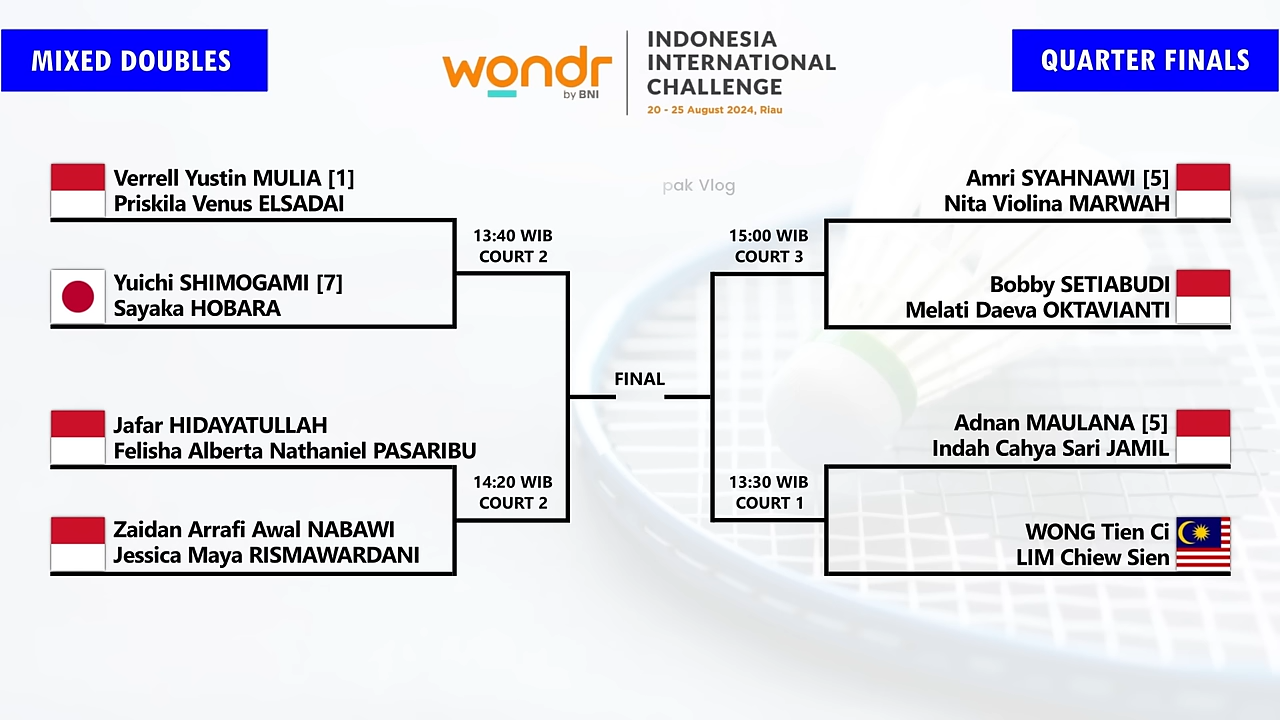 MIXED DOUBLES
wondr
by BNI
INDONESIA
INTERNATIONAL
CHALLENGE
20 - 25 August 2024, Riau
QUARTER FINALS
pak Vlog
Verrell Yustin MULIA [1]
Priskila Venus ELSADAI
13:40 WIB
COURT 2
Yuichi SHIMOGAMI [7]
Sayaka HOBARA
Jafar HIDAYATULLAH
Felisha Alberta Nathaniel PASARIBU
14:20 WIB
COURT 2
Zaidan Arrafi Awal NABAWI
Jessica Maya RISMAWARDANI
FINAL
Amri SYAHNAWI [5]
Nita Violina MARWAH
15:00 WIB
COURT 3
Bobby SETIABUDI
Melati Daeva OKTAVIANTI
Adnan MAULANA [5]
Indah Cahya Sari JAMIL
13:30 WIB
COURT 1
WONG Tien Ci
LIM Chiew Sien